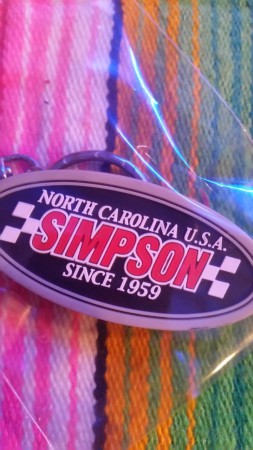 NORTH CAROLINA U.S.A.
SIMPSON
SINCE 1959